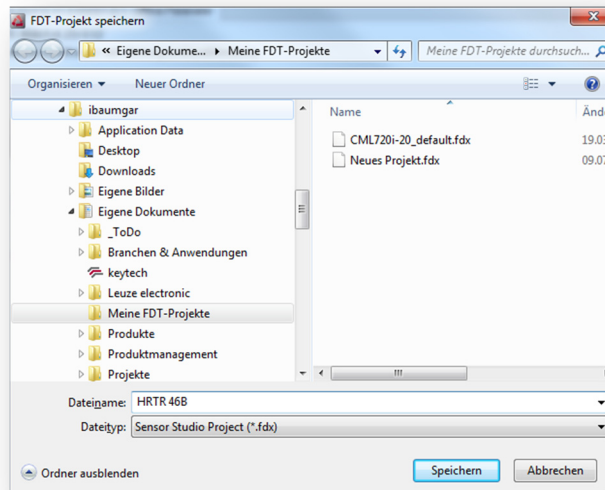 FDT-Projekt speichern
« Eigene Dokume... Meine FDT-Projekte
Meine FDT-Projekte durchsuch...
Organisieren Neuer Ordner
ibaumgar
Application Data
Desktop
Downloads
Eigene Bilder
Eigene Dokumente
_ToDo
Branchen & Anwendungen
keytech
Leuze electronic
Meine FDT-Projekte
Produkte
Produktmanagement
Projekte
Name Ände
CML720i-20_default.fdx 19.03
Neues Projekt.fdx 09.07
Dateiname: HRTR 46B
Dateityp: Sensor Studio Project (*.fdx)
Ordner ausblenden
Speichern Abbrechen